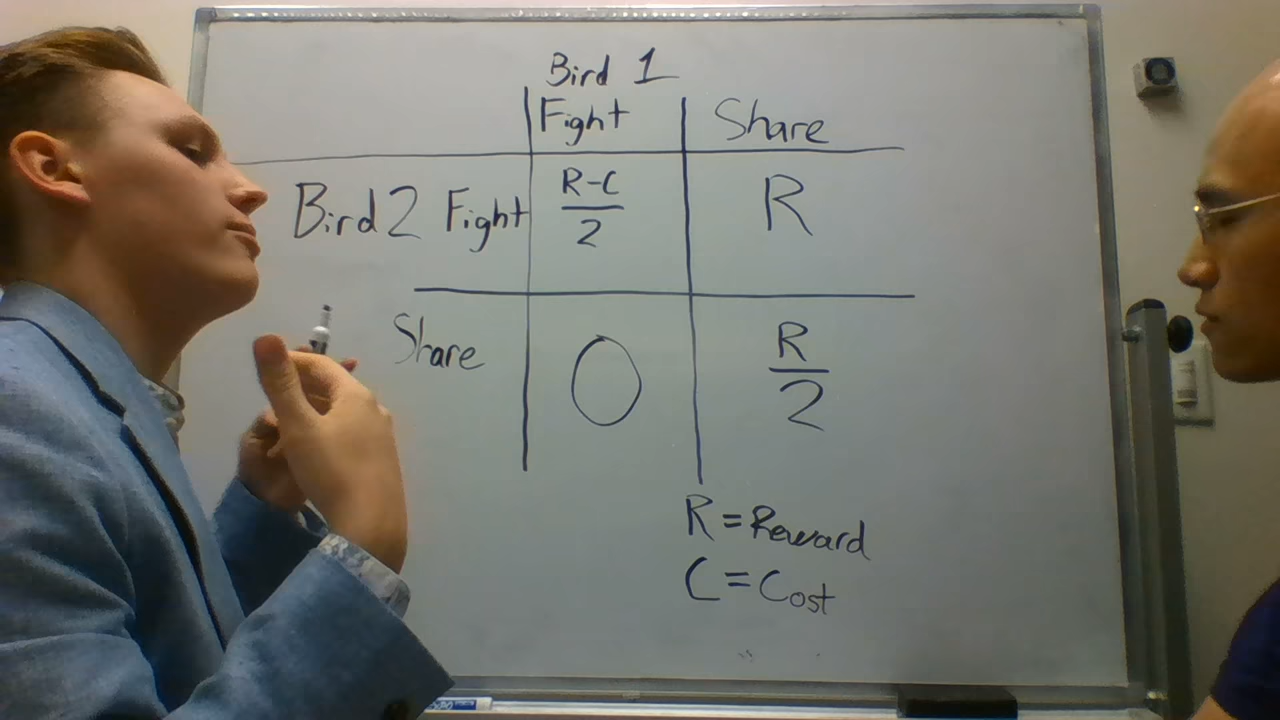 Bird 1
Fight Share
Bird 2 Fight R-C/2 R
Share 0 R/2
R = Reward
C = Cost